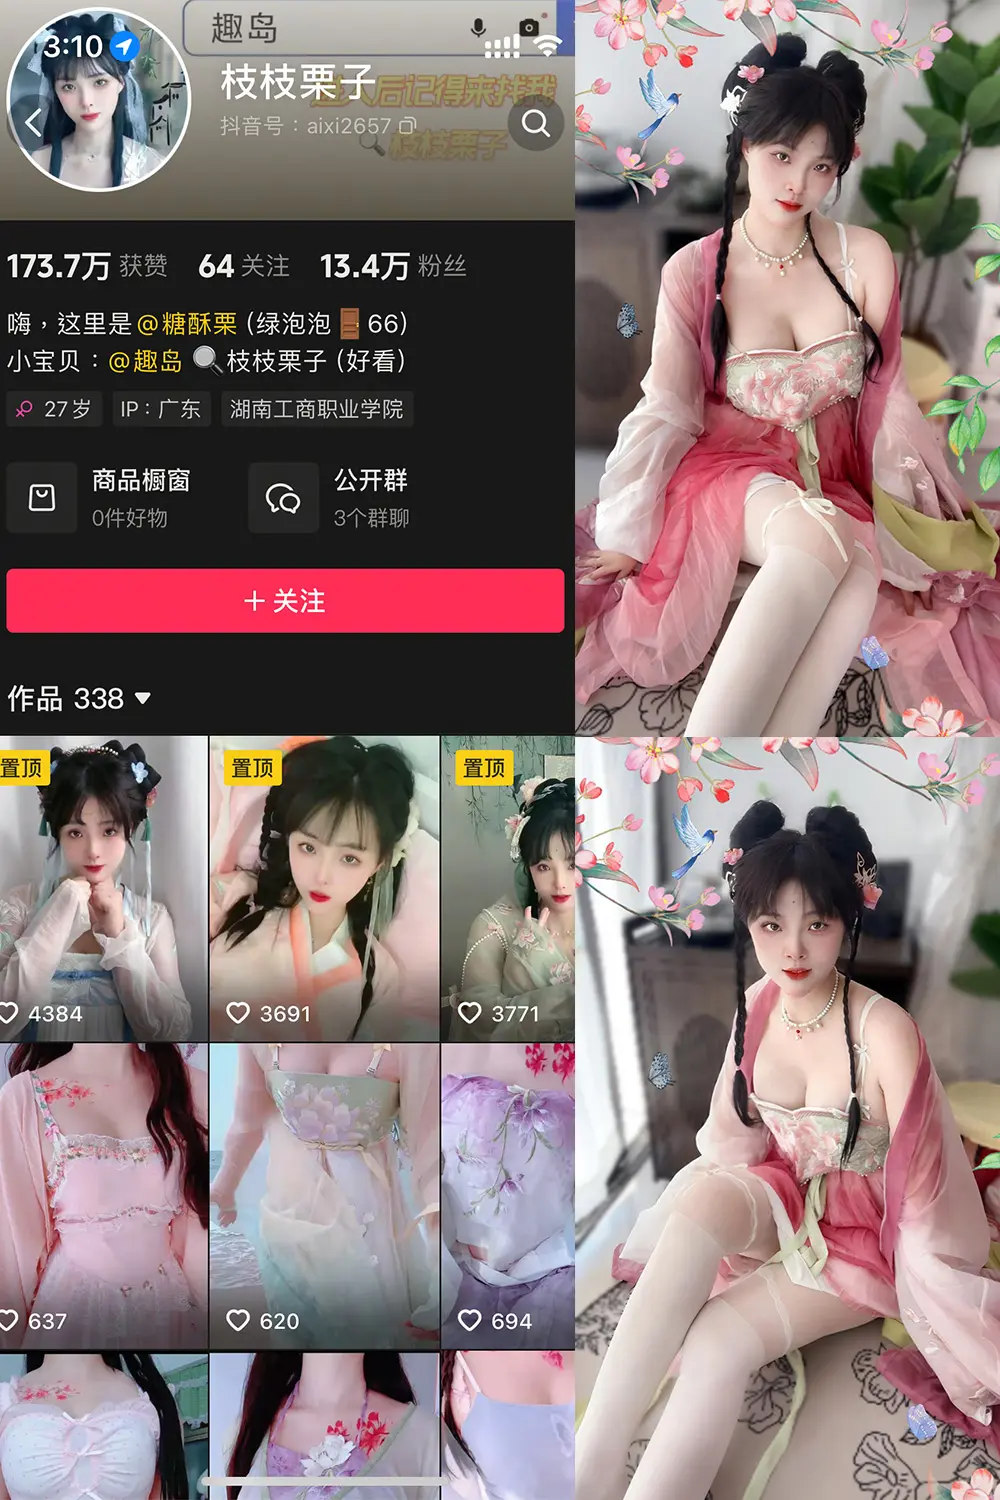 3:10
趣岛
枝枝栗子
进入后记得来找我
抖音号：aixi2657
枝枝栗子
173.7万 获赞 64 关注 13.4万 粉丝
嗨，这里是@糖酥栗 (绿泡泡🚪66)
小宝贝：@趣岛 🔍枝枝栗子 (好看)
27岁 IP：广东 湖南工商职业学院
商品橱窗 公开群
0件好物 3个群聊
+ 关注
作品 338
置顶 置顶 置顶
4384 3691 3771
637 620 694